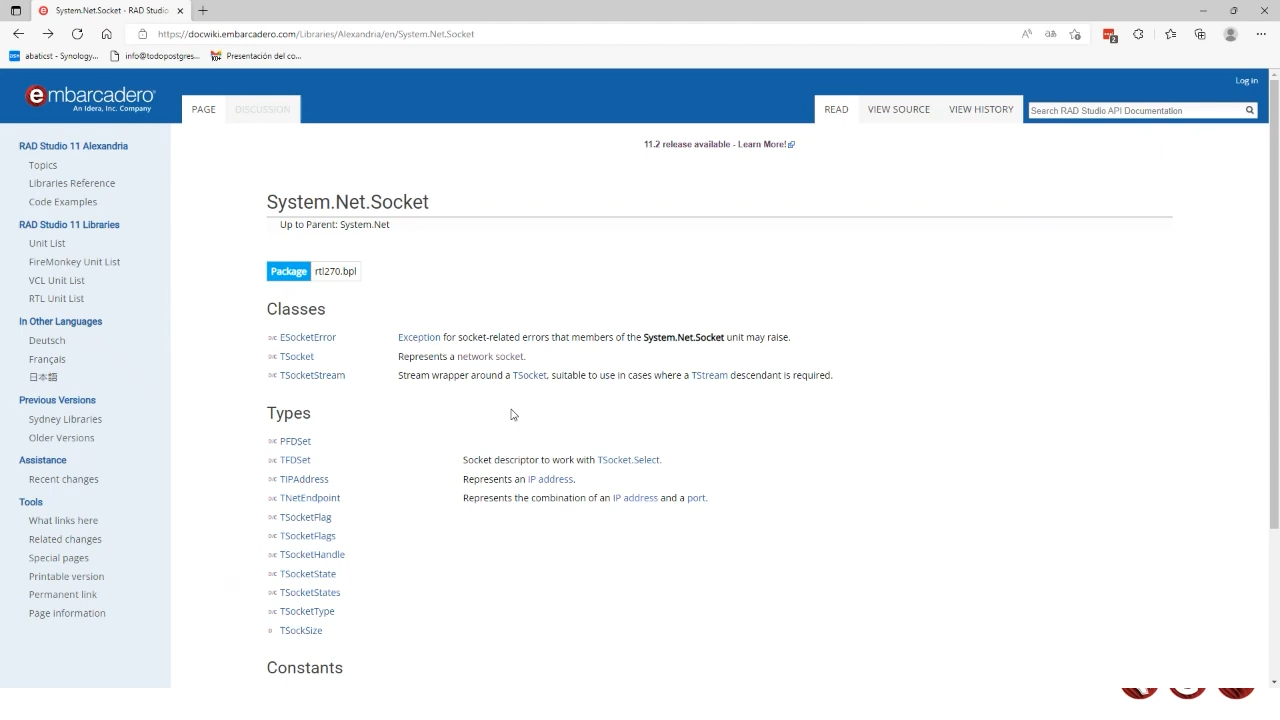 System.Net.Socket - RAD Studio
https://docwiki.embarcadero.com/Libraries/Alexandria/en/System.Net.Socket
2
abaticst - Synology...
info@todopostgres...
Presentación del co...
embarcadero
An Idera, Inc. Company
Log in
PAGE
DISCUSSION
READ
VIEW SOURCE
VIEW HISTORY
Search RAD Studio API Documentation
RAD Studio 11 Alexandria
Topics
Libraries Reference
Code Examples
RAD Studio 11 Libraries
Unit List
FireMonkey Unit List
VCL Unit List
RTL Unit List
In Other Languages
Deutsch
Français
日本語
Previous Versions
Sydney Libraries
Older Versions
Assistance
Recent changes
Tools
What links here
Related changes
Special pages
Printable version
Permanent link
Page information
11.2 release available - Learn More!
System.Net.Socket
Up to Parent: System.Net
Package rtl270.bpl
Classes
ESocketError Exception for socket-related errors that members of the System.Net.Socket unit may raise.
TSocket Represents a network socket.
TSocketStream Stream wrapper around a TSocket, suitable to use in cases where a TStream descendant is required.
Types
PFDSet
TFDSet Socket descriptor to work with TSocket.Select.
TIPAddress Represents an IP address.
TNetEndpoint Represents the combination of an IP address and a port.
TSocketFlag
TSocketFlags
TSocketHandle
TSocketState
TSocketStates
TSocketType
TSockSize
Constants